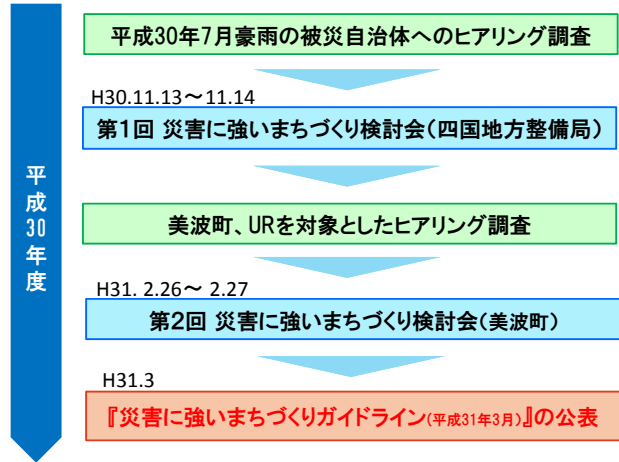 平成30年度
平成30年7月豪雨の被災自治体へのヒアリング調査
H30.11.13～11.14
第1回 災害に強いまちづくり検討会(四国地方整備局)
美波町、URを対象としたヒアリング調査
H31. 2.26～ 2.27
第2回 災害に強いまちづくり検討会(美波町)
H31.3
『災害に強いまちづくりガイドライン(平成31年3月)』の公表